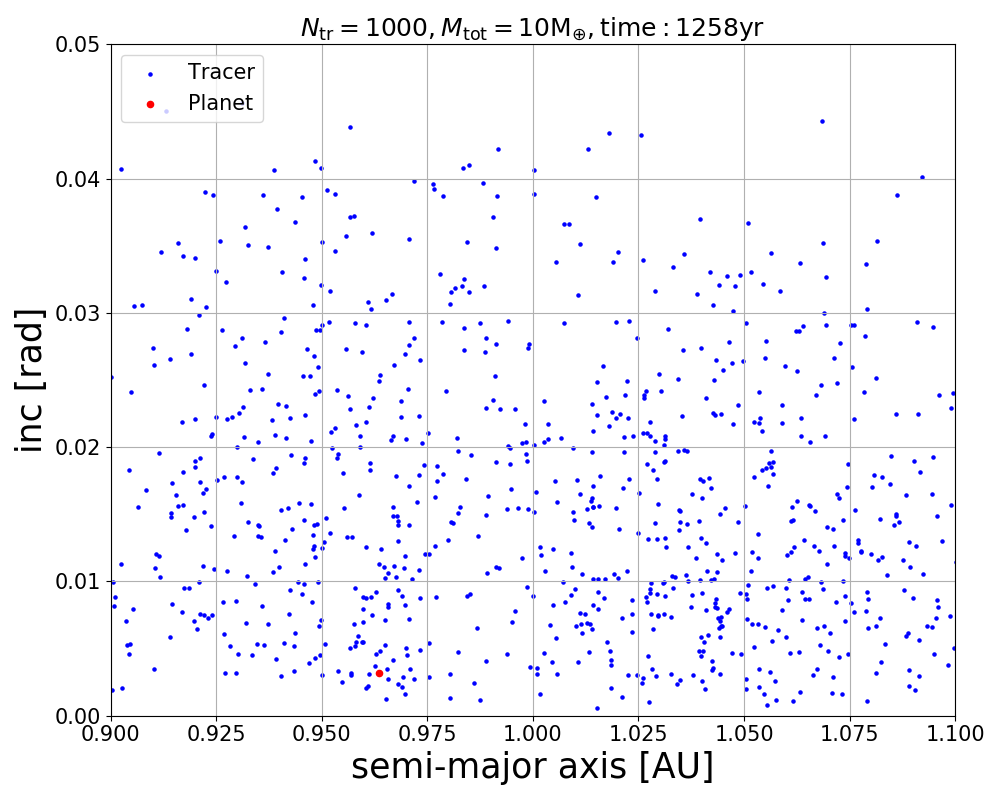 N_tr = 1000, M_tot = 10M_⊕, time : 1258yr
Tracer
Planet
0.05
0.04
0.03
0.02
0.01
0.00
inc [rad]
0.900 0.925 0.950 0.975 1.000 1.025 1.050 1.075 1.100
semi-major axis [AU]